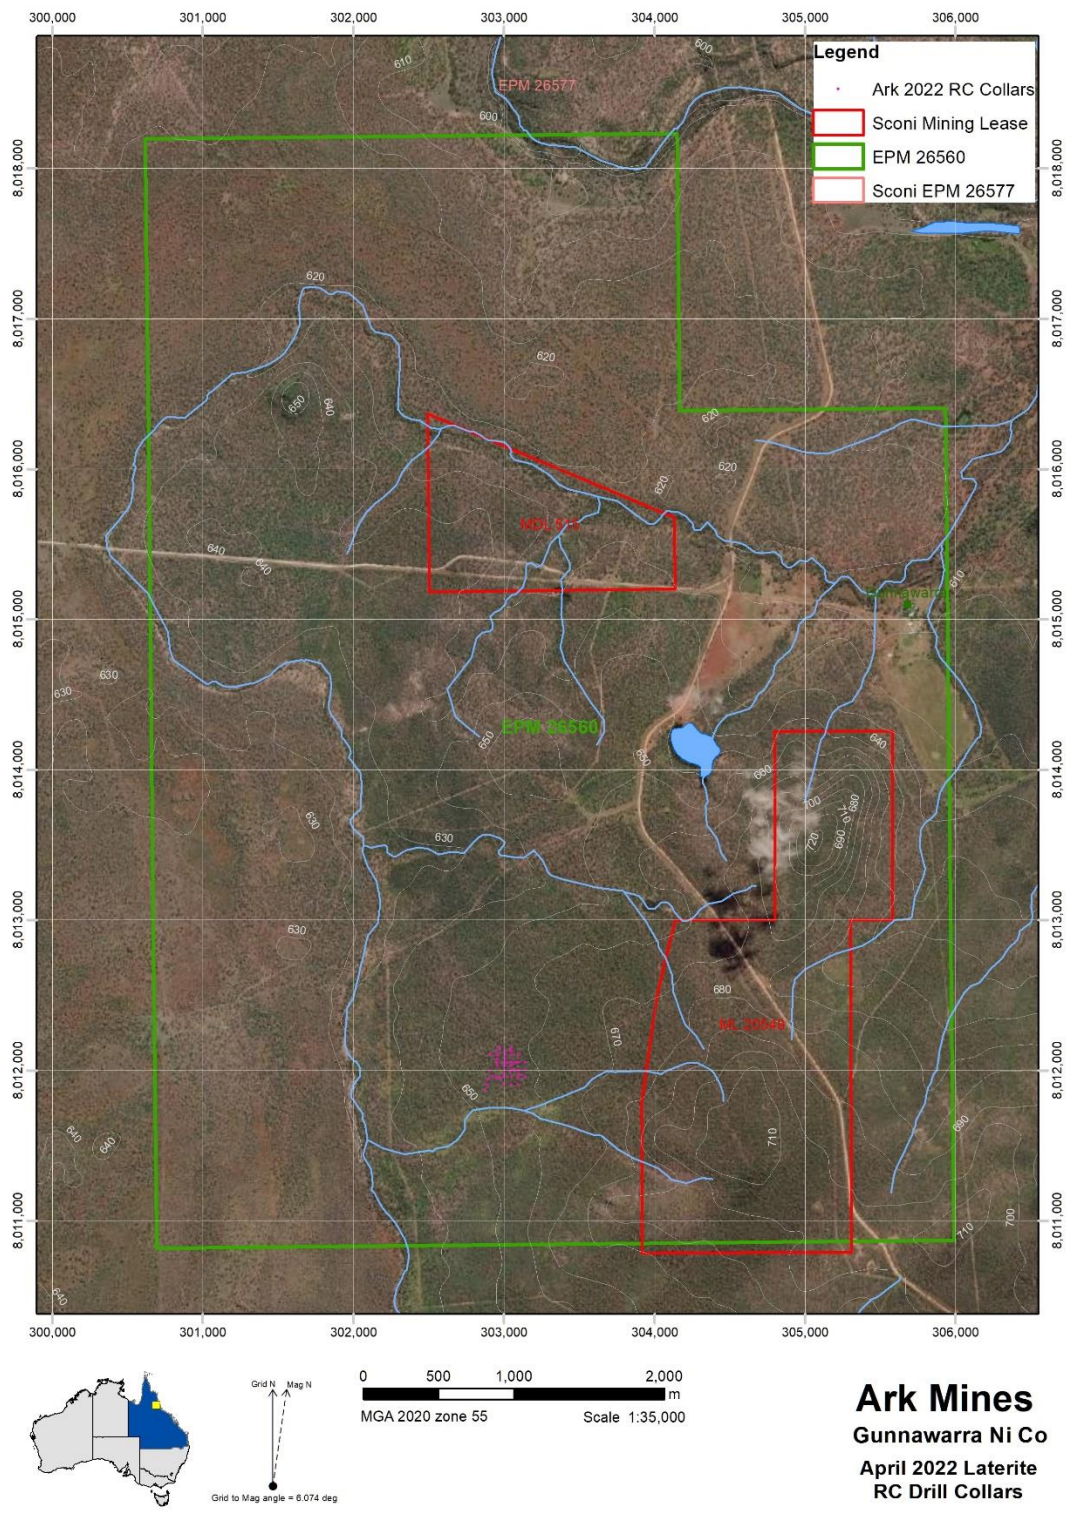 300,000 301,000 302,000 303,000 304,000 305,000 306,000
Legend
Ark 2022 RC Collars
Sconi Mining Lease
EPM 26560
Sconi EPM 26577
600
610
EPM 26577
600
8,018,000 8,018,000
620
8,017,000 8,017,000
620
650
640
620
8,016,000 8,016,000
620
620
640
640
610
8,015,000 8,015,000
630
630
EPM 26560
650
650
640
8,014,000 8,014,000
660
700
680
710
690
720
630
630
8,013,000 8,013,000
630
680
670
8,012,000 8,012,000
650
690
640
640
710
8,011,000 8,011,000
700
710
640
300,000 301,000 302,000 303,000 304,000 305,000 306,000
Grid N Mag N
Grid to Mag angle = 6.074 deg
0 500 1,000 2,000
m
MGA 2020 zone 55 Scale 1:35,000
Ark Mines
Gunnawarra Ni Co
April 2022 Laterite
RC Drill Collars